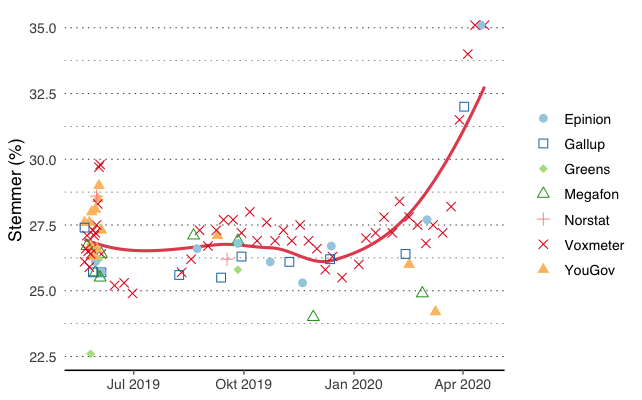 35.0
32.5
30.0
27.5
25.0
22.5
Stemmer (%)
Jul 2019
Okt 2019
Jan 2020
Apr 2020
Epinion
Gallup
Greens
Megafon
Norstat
Voxmeter
YouGov